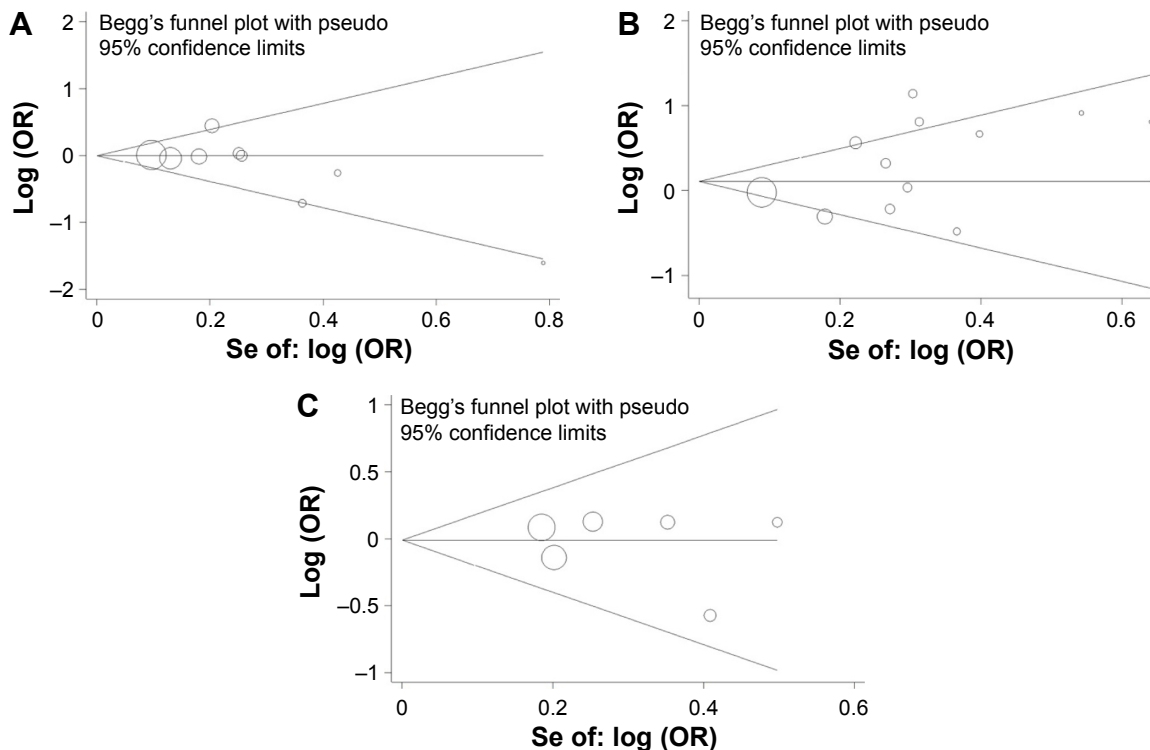 A
Begg's funnel plot with pseudo
95% confidence limits
2
1
0
–1
–2
Log (OR)
0
0.2
0.4
0.6
0.8
Se of: log (OR)
B
Begg's funnel plot with pseudo
95% confidence limits
2
1
0
–1
Log (OR)
0
0.2
0.4
0.6
Se of: log (OR)
C
Begg's funnel plot with pseudo
95% confidence limits
1
0.5
0
–0.5
–1
Log (OR)
0
0.2
0.4
0.6
Se of: log (OR)